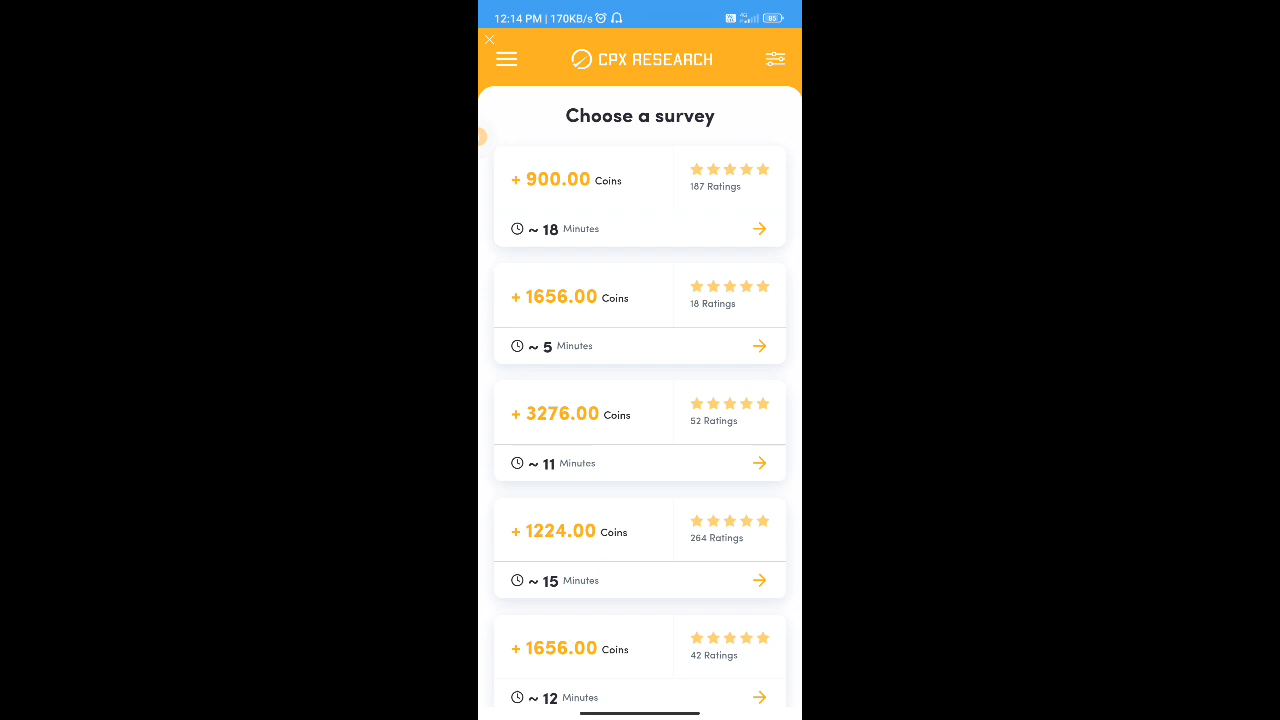 12:14 PM | 170KB/s
4G
85
CPX RESEARCH
Choose a survey
+ 900.00 Coins
187 Ratings
~ 18 Minutes
+ 1656.00 Coins
18 Ratings
~ 5 Minutes
+ 3276.00 Coins
52 Ratings
~ 11 Minutes
+ 1224.00 Coins
264 Ratings
~ 15 Minutes
+ 1656.00 Coins
42 Ratings
~ 12 Minutes